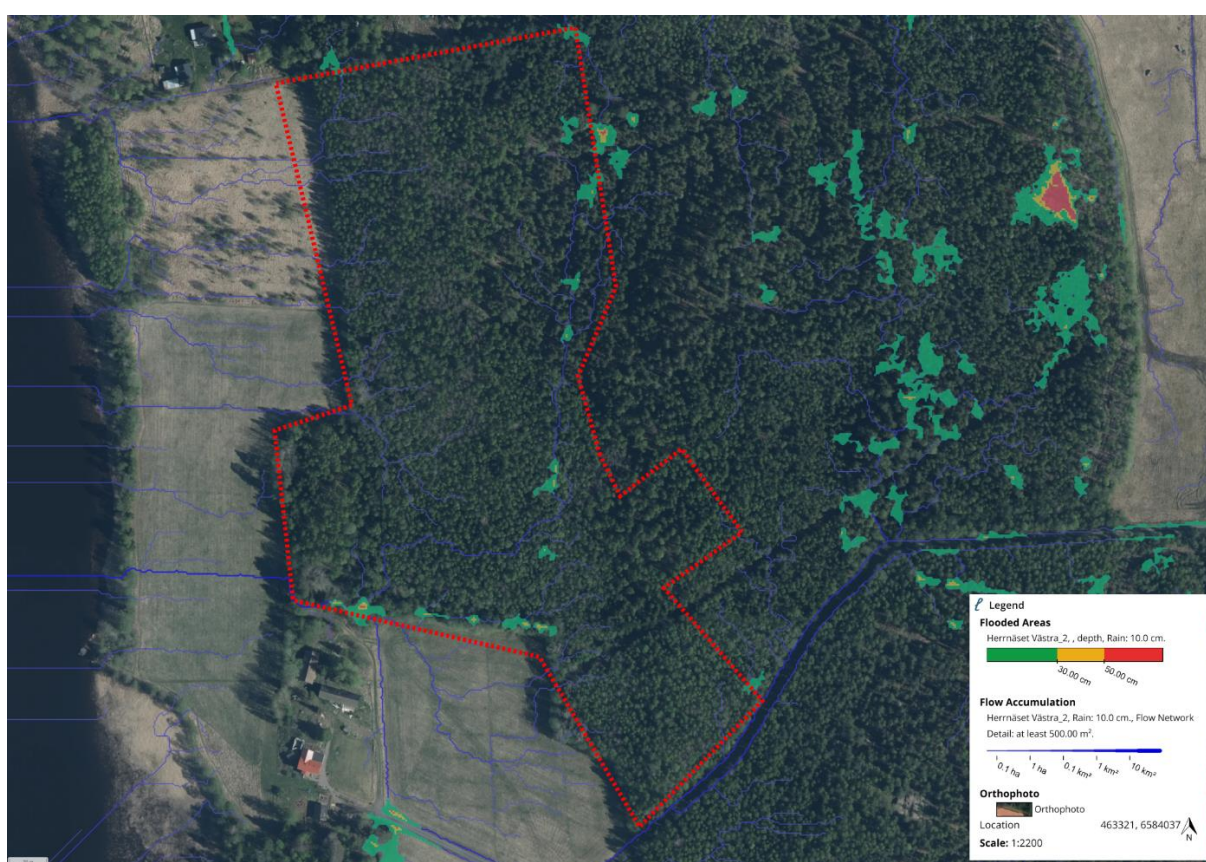 Legend
Flooded Areas
Herrnäset Västra_2, , depth, Rain: 10.0 cm.
30.00 cm
50.00 cm
Flow Accumulation
Herrnäset Västra_2, Rain: 10.0 cm., Flow Network
Detail: at least 500.00 m².
0.1 ha
1 ha
0.1 km²
1 km²
10 km²
Orthophoto
Orthophoto
Location 463321, 6584037
N
Scale: 1:2200